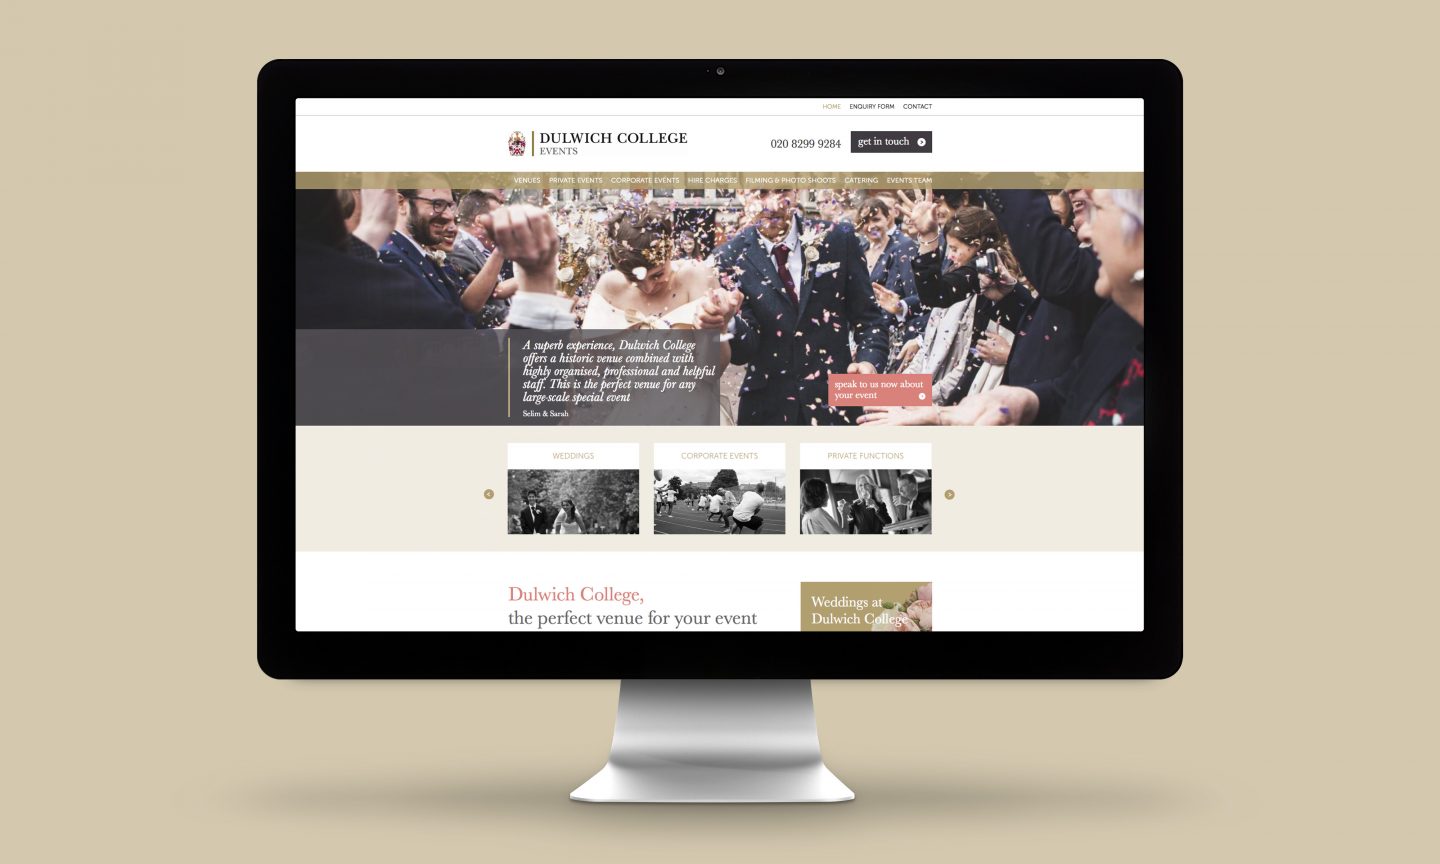 HOME ENQUIRY FORM CONTACT
DULWICH COLLEGE
EVENTS
020 8299 9284
get in touch
VENUES PRIVATE EVENTS CORPORATE EVENTS HIRE CHARGES FILMING & PHOTO SHOOTS CATERING EVENTS TEAM
A superb experience, Dulwich College
offers a historic venue combined with
highly organised, professional and helpful
staff. This is the perfect venue for any
large-scale special event
Selim & Sarah
speak to us now about
your event
WEDDINGS
CORPORATE EVENTS
PRIVATE FUNCTIONS
Dulwich College,
the perfect venue for your event
Weddings at
Dulwich College